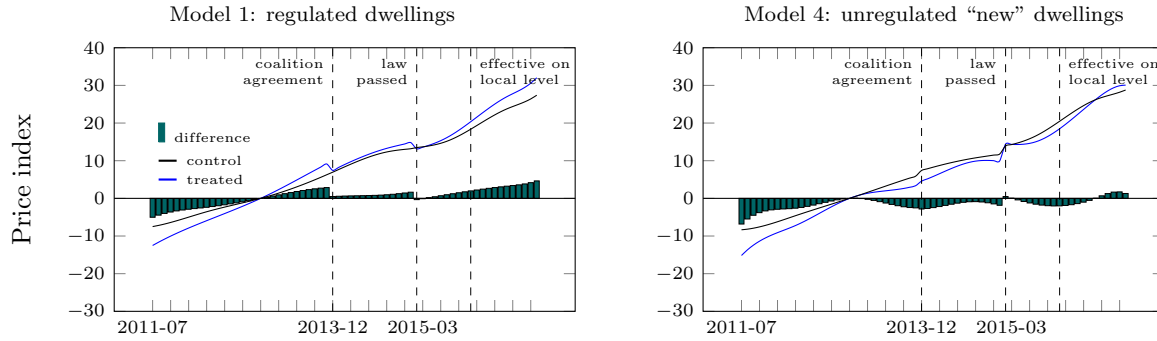 Model 1: regulated dwellings
Model 4: unregulated “new” dwellings
Price index
40
30
20
10
0
−10
−20
−30
coalition
agreement
law
passed
effective on
local level
difference
control
treated
2011-07
2013-12
2015-03
40
30
20
10
0
−10
−20
−30
coalition
agreement
law
passed
effective on
local level
2011-07
2013-12
2015-03